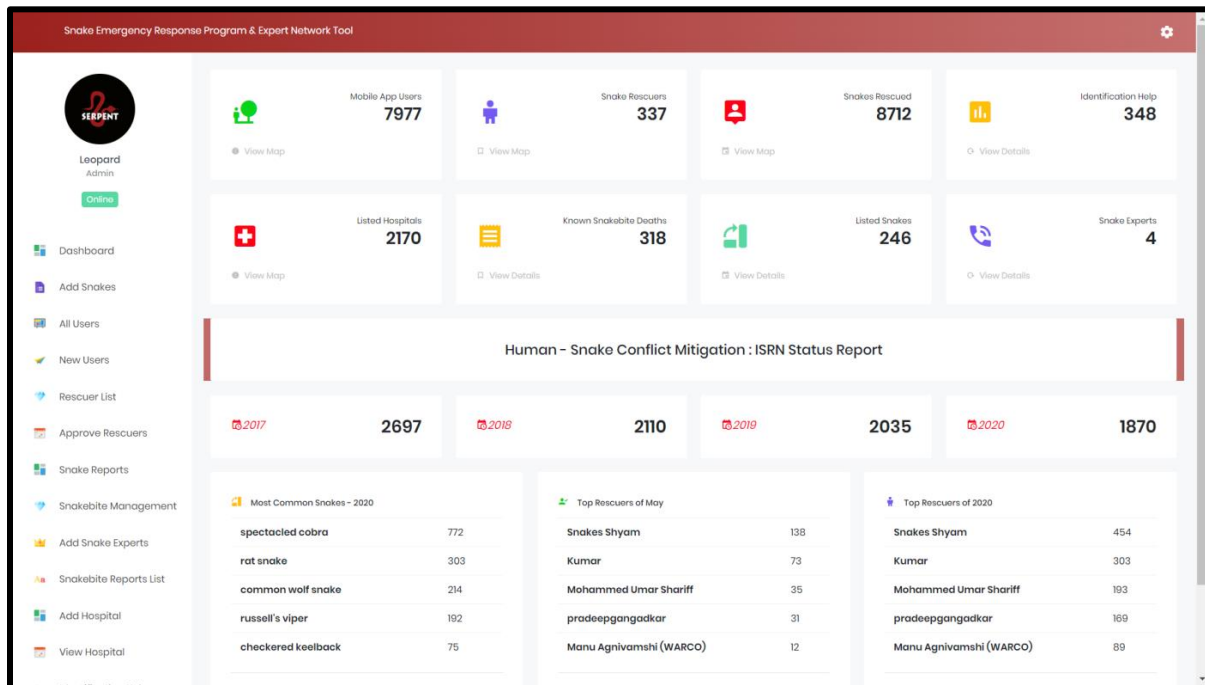 Snake Emergency Response Program & Expert Network Tool
SERPENT
Leopard
Admin
Online
Dashboard
Add Snakes
All Users
New Users
Rescuer List
Approve Rescuers
Snake Reports
Snakebite Management
Add Snake Experts
Snakebite Reports List
Add Hospital
View Hospital
Mobile App Users
7977
View Map
Snake Rescuers
337
View Map
Snakes Rescued
8712
View Map
Identification Help
348
View Details
Listed Hospitals
2170
View Map
Known Snakebite Deaths
318
View Details
Listed Snakes
246
View Details
Snake Experts
4
View Details
Human - Snake Conflict Mitigation : ISRN Status Report
2017 2697
2018 2110
2019 2035
2020 1870
Most Common Snakes - 2020
spectacled cobra 772
rat snake 303
common wolf snake 214
russell's viper 192
checkered keelback 75
Top Rescuers of May
Snakes Shyam 138
Kumar 73
Mohammed Umar Shariff 35
pradeepgangadkar 31
Manu Agnivamshi (WARCO) 12
Top Rescuers of 2020
Snakes Shyam 454
Kumar 303
Mohammed Umar Shariff 193
pradeepgangadkar 169
Manu Agnivamshi (WARCO) 89